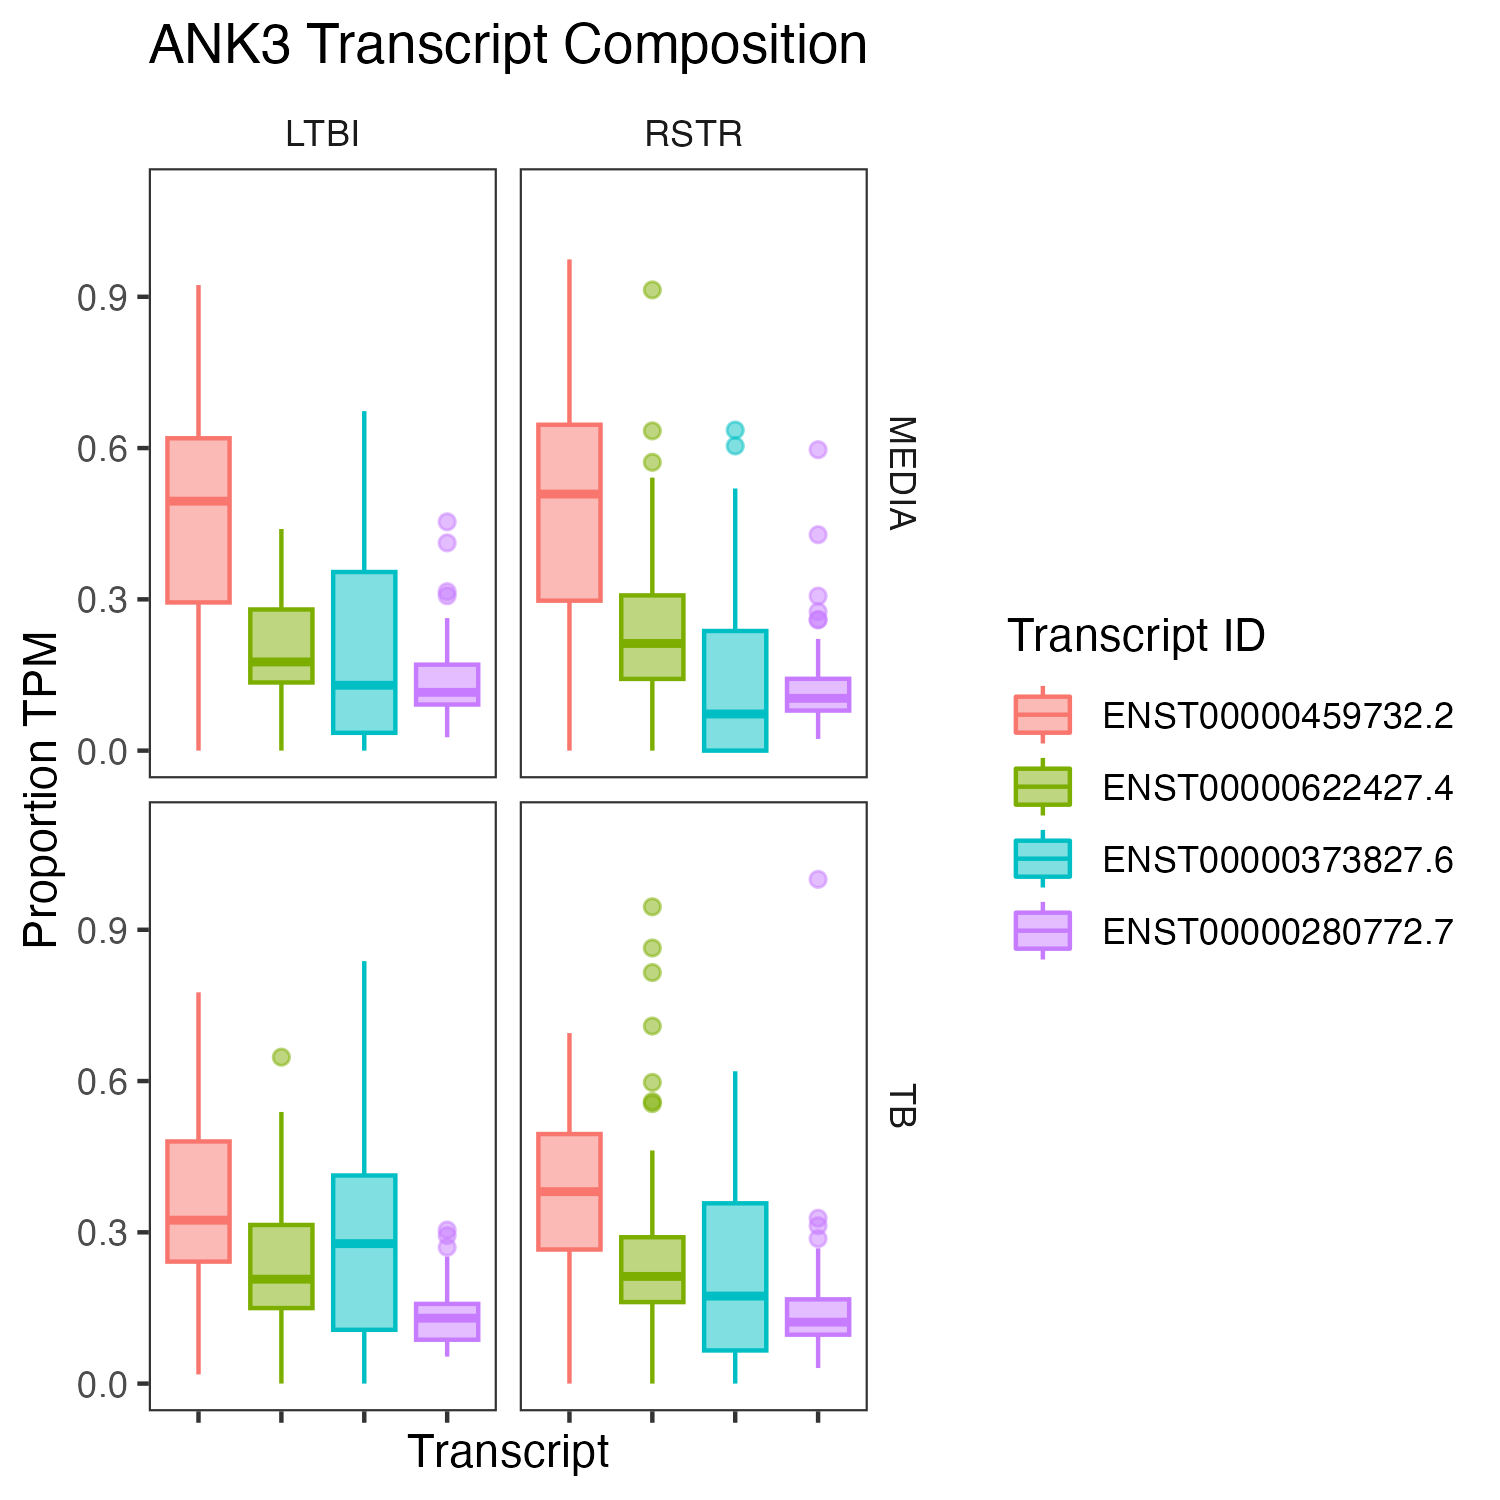 ANK3 Transcript Composition
LTBI
RSTR
0.9
0.6
0.3
0.0
MEDIA
0.9
0.6
0.3
0.0
TB
Proportion TPM
Transcript
Transcript ID
ENST00000459732.2
ENST00000622427.4
ENST00000373827.6
ENST00000280772.7